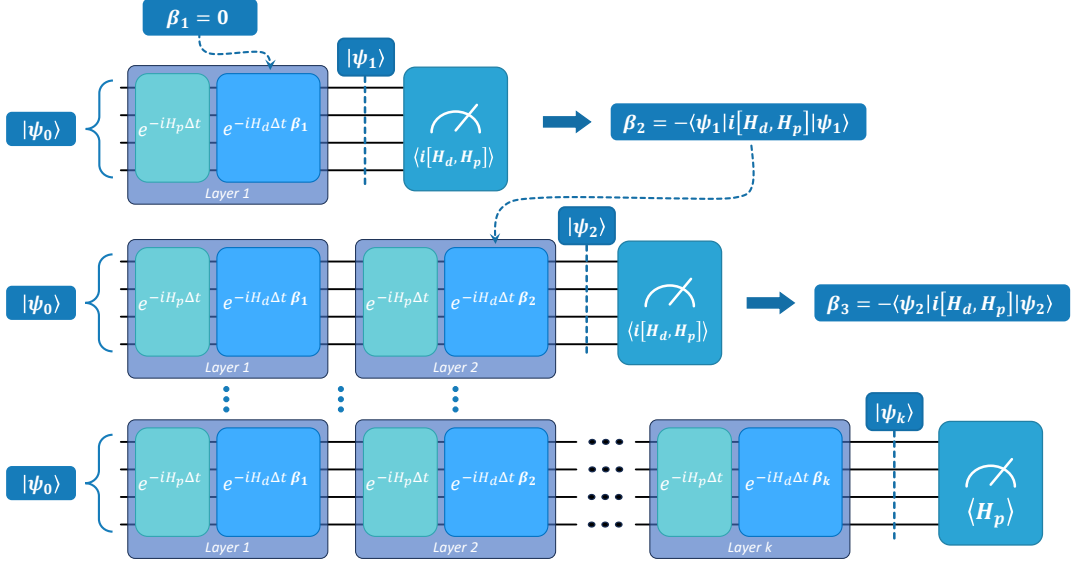 β₁ = 0
|ψ₁⟩
|ψ₀⟩
e^{-iH_pΔt}
e^{-iH_dΔt β₁}
⟨i[H_d, H_p]⟩
β₂ = −⟨ψ₁|i[H_d, H_p]|ψ₁⟩
Layer 1
|ψ₂⟩
|ψ₀⟩
e^{-iH_pΔt}
e^{-iH_dΔt β₁}
e^{-iH_pΔt}
e^{-iH_dΔt β₂}
⟨i[H_d, H_p]⟩
β₃ = −⟨ψ₂|i[H_d, H_p]|ψ₂⟩
Layer 1
Layer 2
|ψ_k⟩
|ψ₀⟩
e^{-iH_pΔt}
e^{-iH_dΔt β₁}
e^{-iH_pΔt}
e^{-iH_dΔt β₂}
e^{-iH_pΔt}
e^{-iH_dΔt β_k}
⟨H_p⟩
Layer 1
Layer 2
Layer k